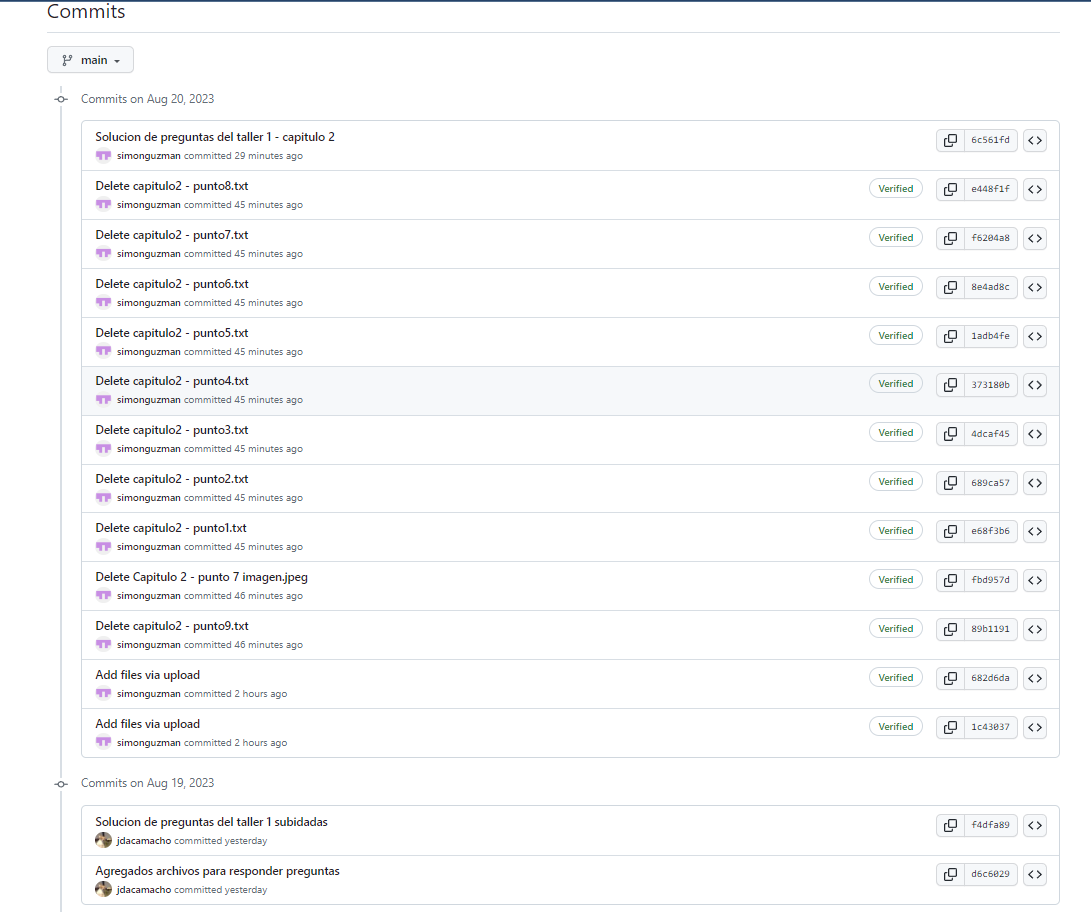 Commits
main
Commits on Aug 20, 2023
Solucion de preguntas del taller 1 - capitulo 2
simonguzman committed 29 minutes ago
6c561fd
Delete capitulo2 - punto8.txt
simonguzman committed 45 minutes ago
Verified
e448f1f
Delete capitulo2 - punto7.txt
simonguzman committed 45 minutes ago
Verified
f6204a8
Delete capitulo2 - punto6.txt
simonguzman committed 45 minutes ago
Verified
8e4ad8c
Delete capitulo2 - punto5.txt
simonguzman committed 45 minutes ago
Verified
1adb4fe
Delete capitulo2 - punto4.txt
simonguzman committed 45 minutes ago
Verified
373180b
Delete capitulo2 - punto3.txt
simonguzman committed 45 minutes ago
Verified
4dcaf45
Delete capitulo2 - punto2.txt
simonguzman committed 45 minutes ago
Verified
689ca57
Delete capitulo2 - punto1.txt
simonguzman committed 45 minutes ago
Verified
e68f3b6
Delete Capitulo 2 - punto 7 imagen.jpeg
simonguzman committed 46 minutes ago
Verified
fbd957d
Delete capitulo2 - punto9.txt
simonguzman committed 46 minutes ago
Verified
89b1191
Add files via upload
simonguzman committed 2 hours ago
Verified
682d6da
Add files via upload
simonguzman committed 2 hours ago
Verified
1c43037
Commits on Aug 19, 2023
Solucion de preguntas del taller 1 subidadas
jdacamacho committed yesterday
f4dfa89
Agregados archivos para responder preguntas
jdacamacho committed yesterday
d6c6029